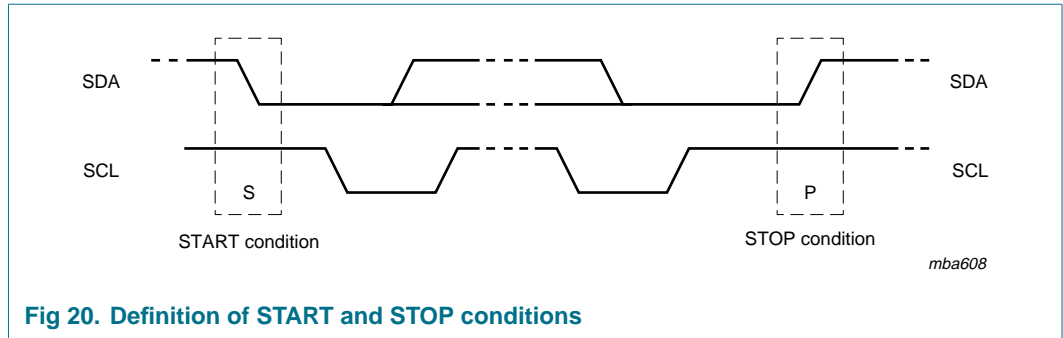 SDA
SDA
SCL
SCL
S
P
START condition
STOP condition
mba608
Fig 20. Definition of START and STOP conditions